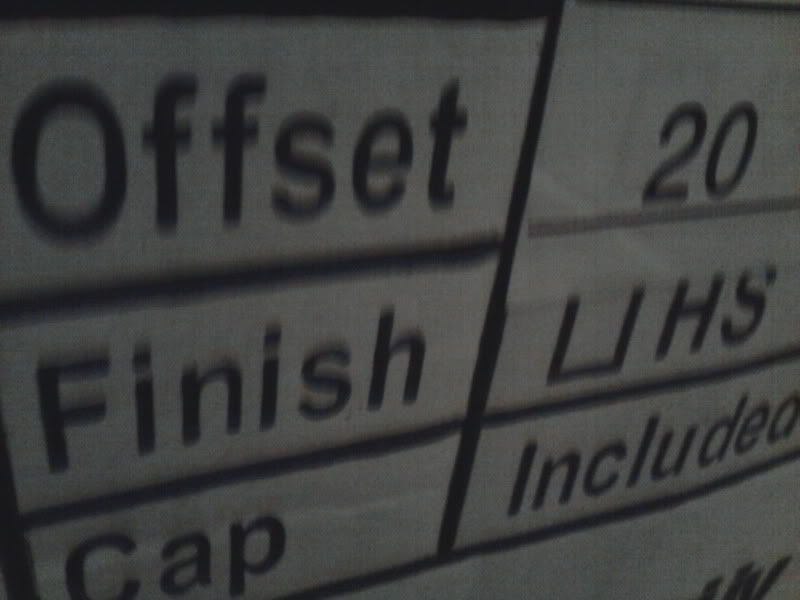 Offset 20
Finish HS
Cap Included